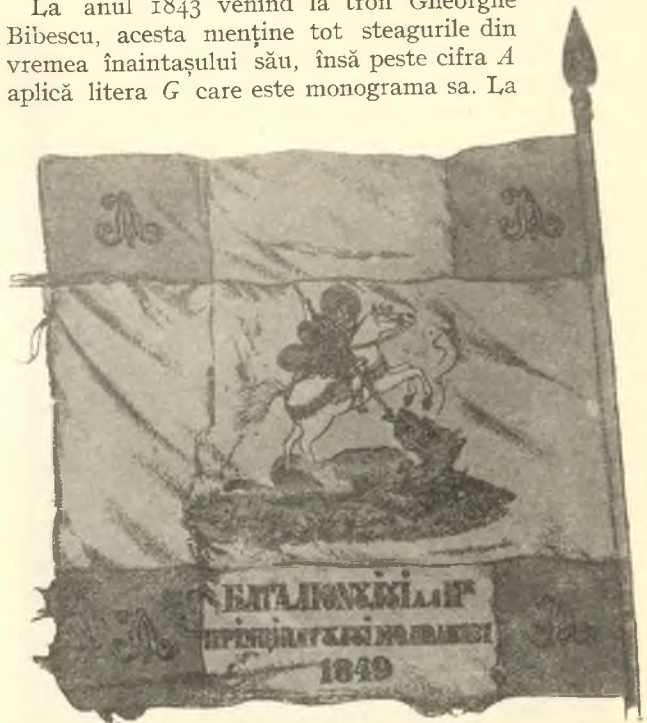 La anul 1843 venind la tron Gheorghe
Bibescu, acesta menține tot steagurile din
vremea înaintașului său, însă peste cifra A
aplică litera G care este monograma sa. La
1849